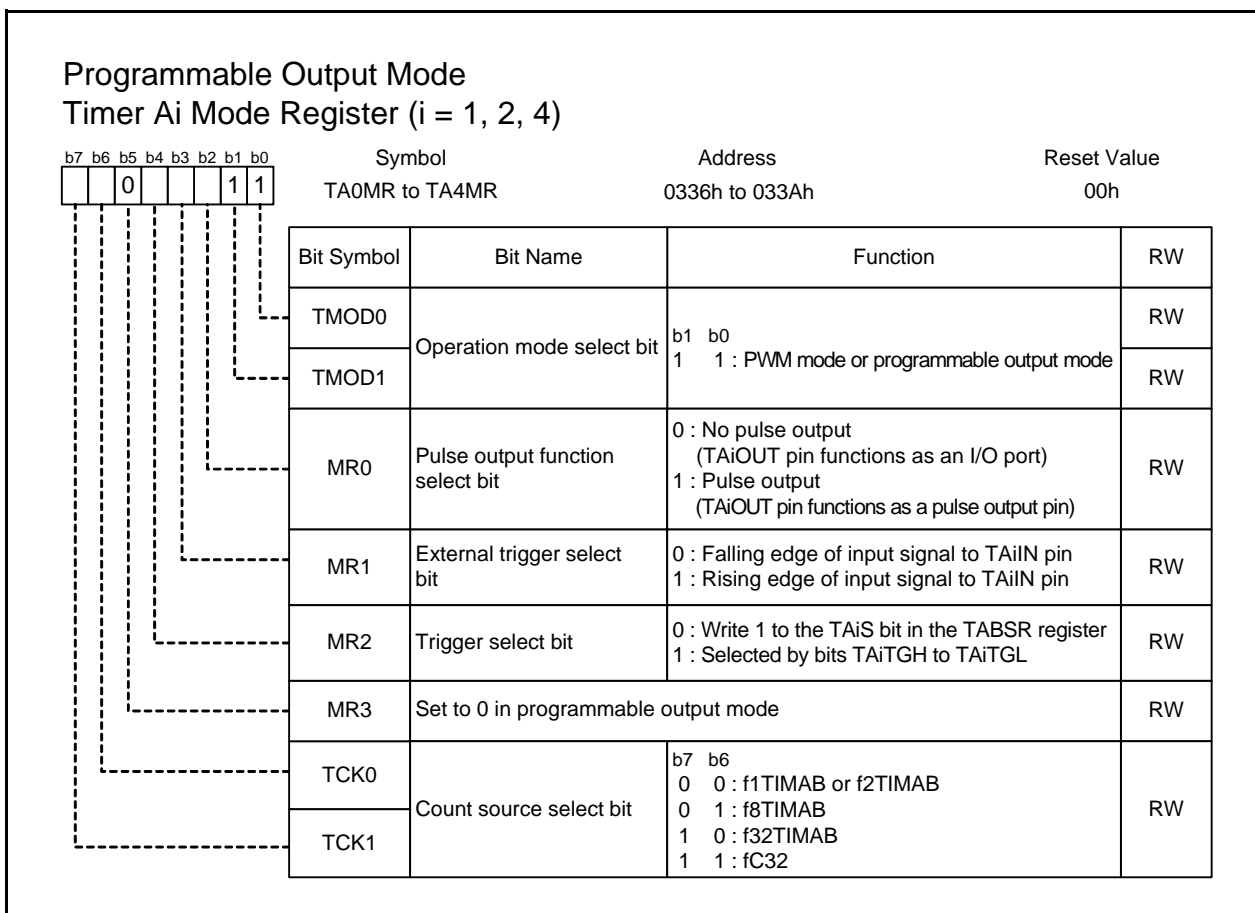 Programmable Output Mode
Timer Ai Mode Register (i = 1, 2, 4)
b7 b6 b5 b4 b3 b2 b1 b0
0 1 1
Symbol Address Reset Value
TA0MR to TA4MR 0336h to 033Ah 00h
Bit Symbol Bit Name Function RW
TMOD0 RW
Operation mode select bit
b1 b0
1 1 : PWM mode or programmable output mode
TMOD1 RW
MR0
Pulse output function
select bit
0 : No pulse output
(TAiOUT pin functions as an I/O port)
1 : Pulse output
(TAiOUT pin functions as a pulse output pin)
RW
MR1
External trigger select
bit
0 : Falling edge of input signal to TAiIN pin
1 : Rising edge of input signal to TAiIN pin
RW
MR2
Trigger select bit
0 : Write 1 to the TAiS bit in the TABSR register
1 : Selected by bits TAiTGH to TAiTGL
RW
MR3 Set to 0 in programmable output mode RW
TCK0
TCK1
Count source select bit
b7 b6
0 0 : f1TIMAB or f2TIMAB
0 1 : f8TIMAB
1 0 : f32TIMAB
1 1 : fC32
RW